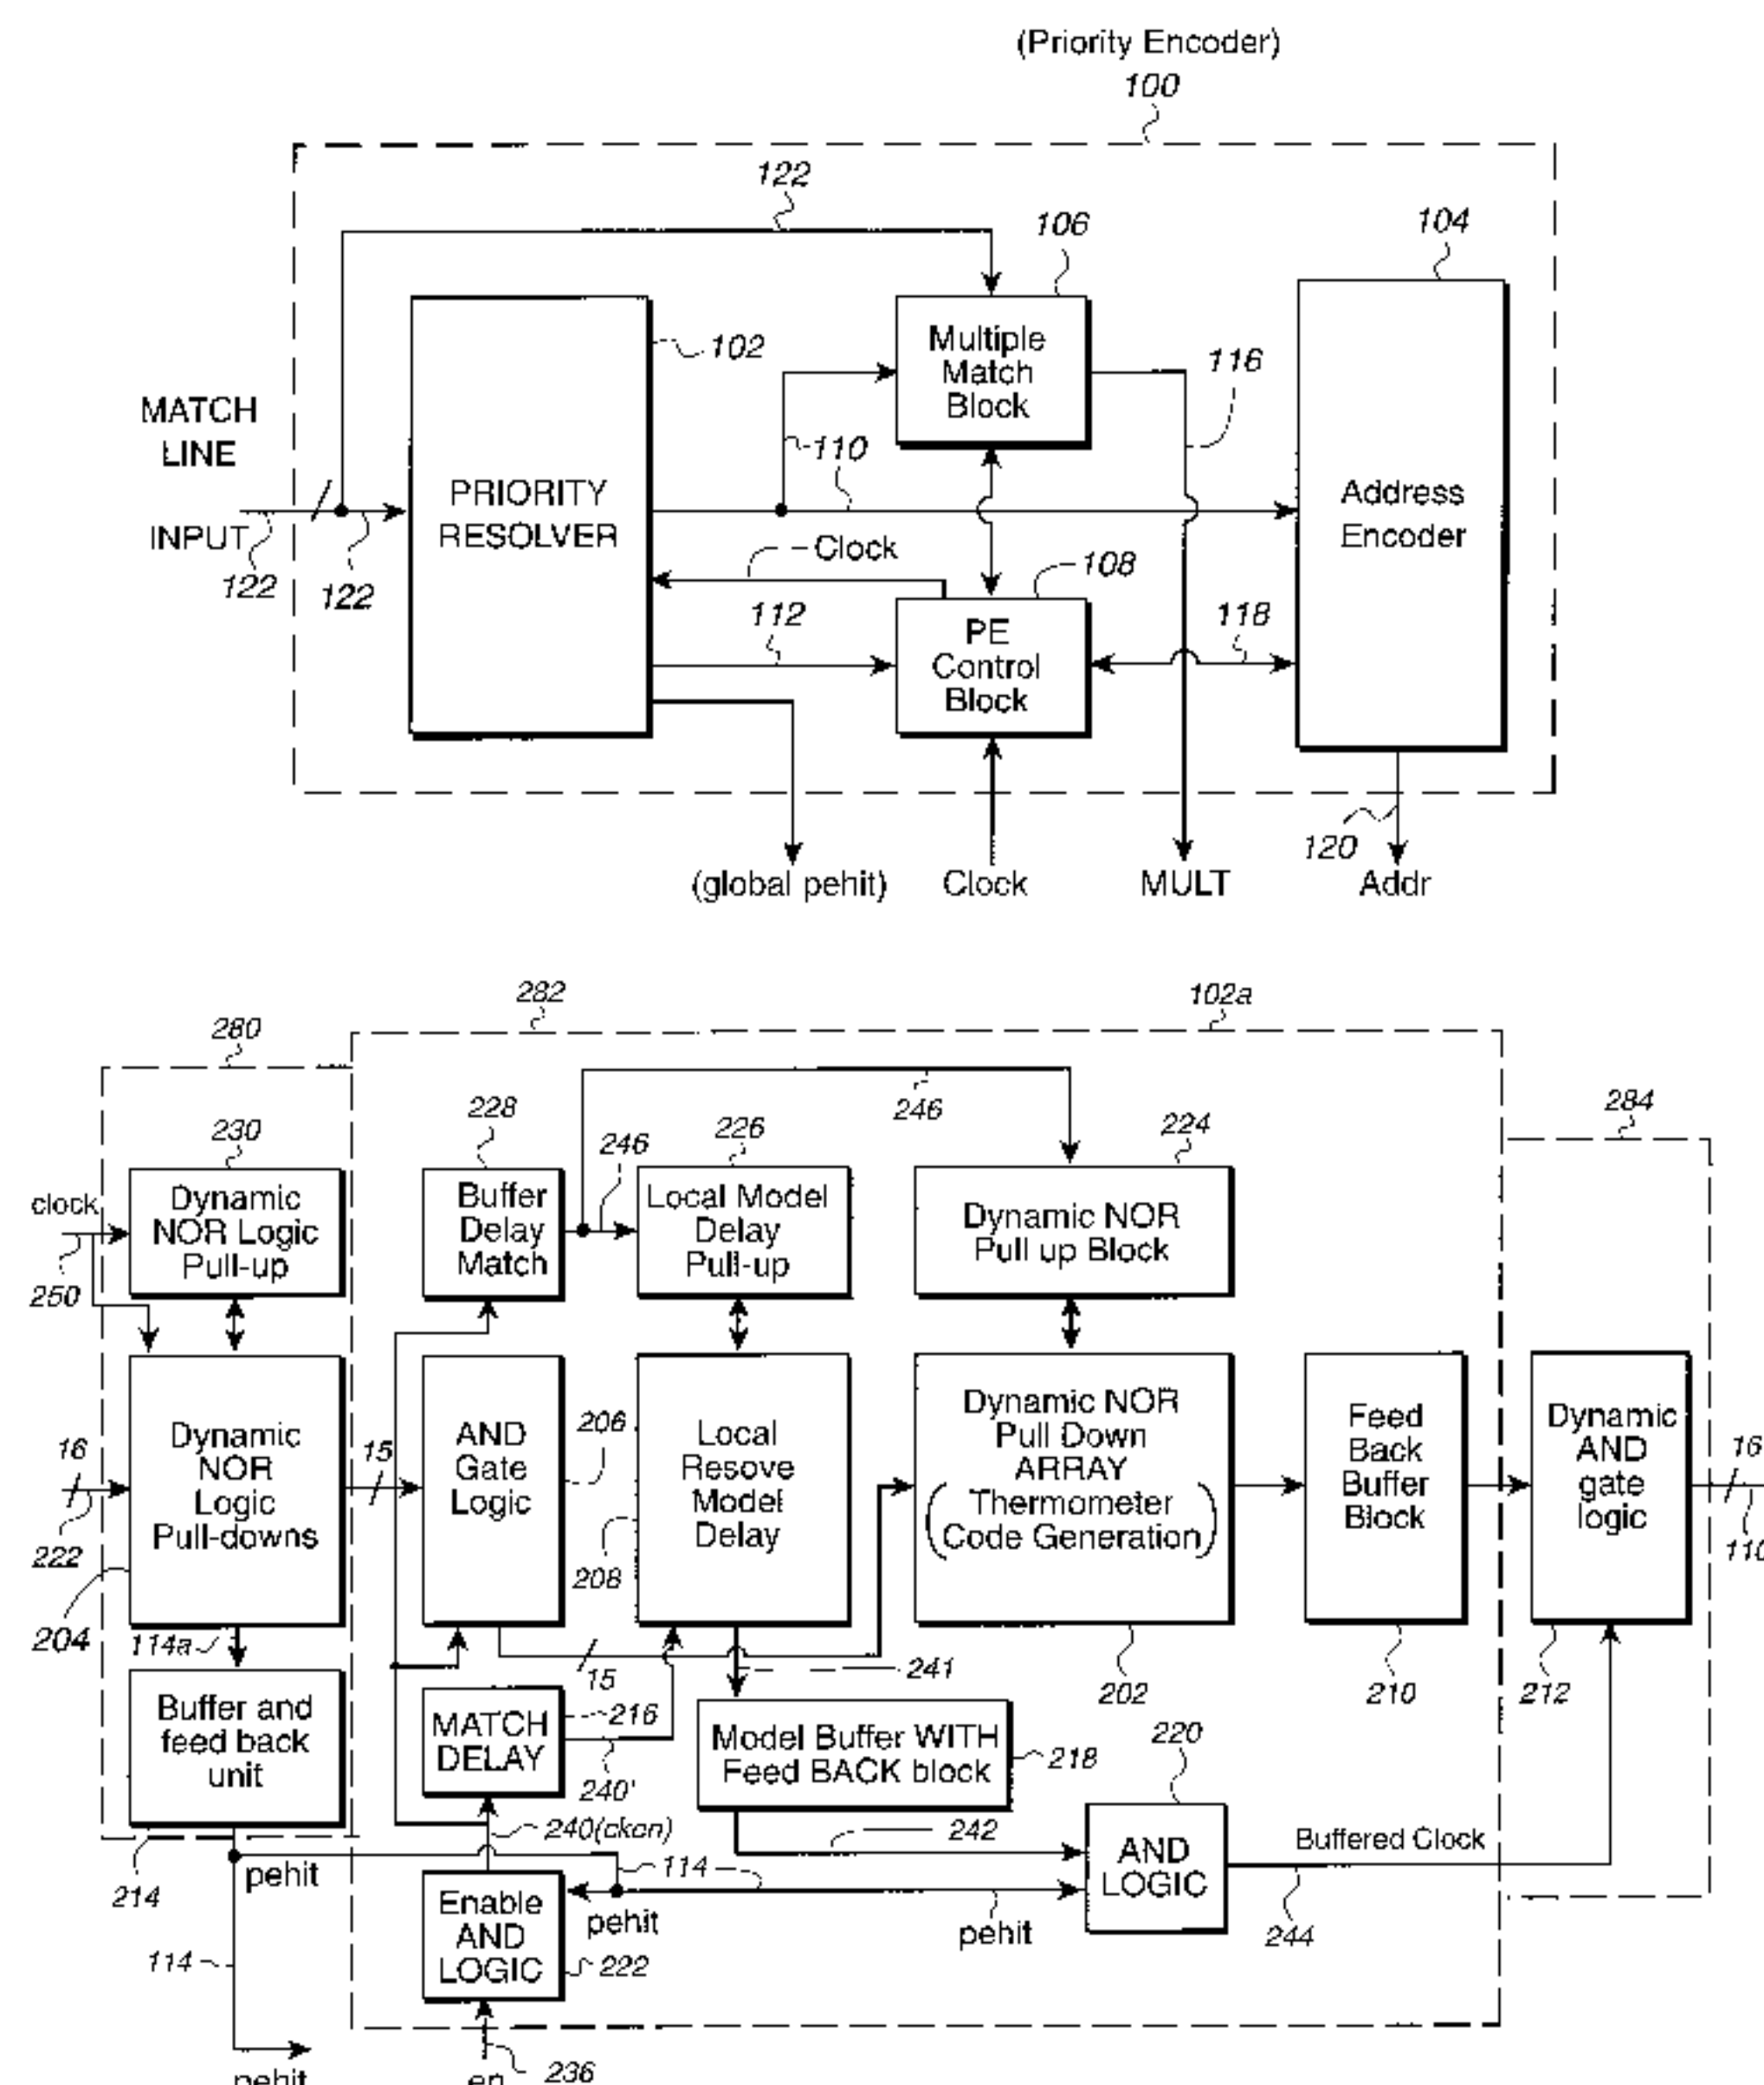 (Priority Encoder)
100
122
106
104
102
Multiple
Match
Block
116
MATCH
LINE
INPUT
122
122
PRIORITY
RESOLVER
110
Address
Encoder
Clock
108
112
PE
Control
Block
118
120
(global pehit)
Clock
MULT
Addr
282
102a
280
246
284
230
228
246
226
224
clock
250
Dynamic
NOR Logic
Pull-up
Buffer
Delay
Match
Local Model
Delay
Pull-up
Dynamic NOR
Pull up Block
16
222
204
Dynamic
NOR
Logic
Pull-downs
15
AND
Gate
Logic
206
208
Local
Resove
Model
Delay
Dynamic NOR
Pull Down
ARRAY
(Thermometer
Code Generation)
Feed
Back
Buffer
Block
Dynamic
AND
gate
logic
16
110
114a
15
241
202
210
212
Buffer and
feed back
unit
MATCH
DELAY
216
240'
Model Buffer WITH
Feed BACK block
218
220
240(cken)
242
AND
LOGIC
Buffered Clock
244
214
pehit
114
pehit
pehit
Enable
AND
LOGIC
222
114
pehit
en
236